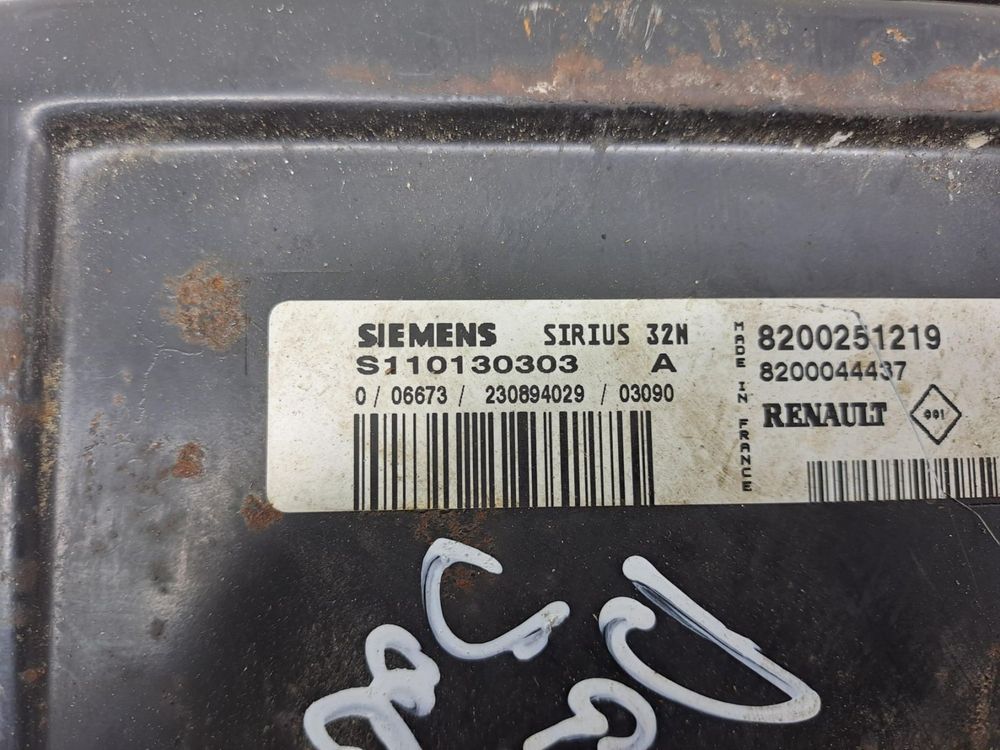 SIEMENS SIRIUS 32N
S110130303 A
0/ 06673 / 230894029 / 03090
MADE IN FRANCE
8200251219
8200044437
RENAULT